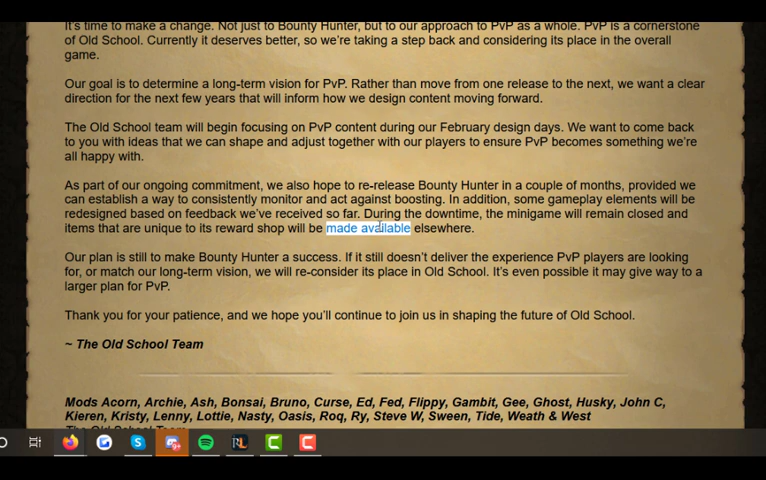 It's time to make a change. Not just to Bounty Hunter, but to our approach to PvP as a whole. PvP is a cornerstone
of Old School. Currently it deserves better, so we're taking a step back and considering its place in the overall
game.
Our goal is to determine a long-term vision for PvP. Rather than move from one release to the next, we want a clear
direction for the next few years that will inform how we design content moving forward.
The Old School team will begin focusing on PvP content during our February design days. We want to come back
to you with ideas that we can shape and adjust together with our players to ensure PvP becomes something we're
all happy with.
As part of our ongoing commitment, we also hope to re-release Bounty Hunter in a couple of months, provided we
can establish a way to consistently monitor and act against boosting. In addition, some gameplay elements will be
redesigned based on feedback we've received so far. During the downtime, the minigame will remain closed and
items that are unique to its reward shop will be made available elsewhere.
Our plan is still to make Bounty Hunter a success. If it still doesn't deliver the experience PvP players are looking
for, or match our long-term vision, we will re-consider its place in Old School. It's even possible it may give way to a
larger plan for PvP.
Thank you for your patience, and we hope you'll continue to join us in shaping the future of Old School.
~ The Old School Team
Mods Acorn, Archie, Ash, Bonsai, Bruno, Curse, Ed, Fed, Flippy, Gambit, Gee, Ghost, Husky, John C,
Kieren, Kristy, Lenny, Lottie, Nasty, Oasis, Roq, Ry, Steve W, Sween, Tide, Weath & West
The Old School Team